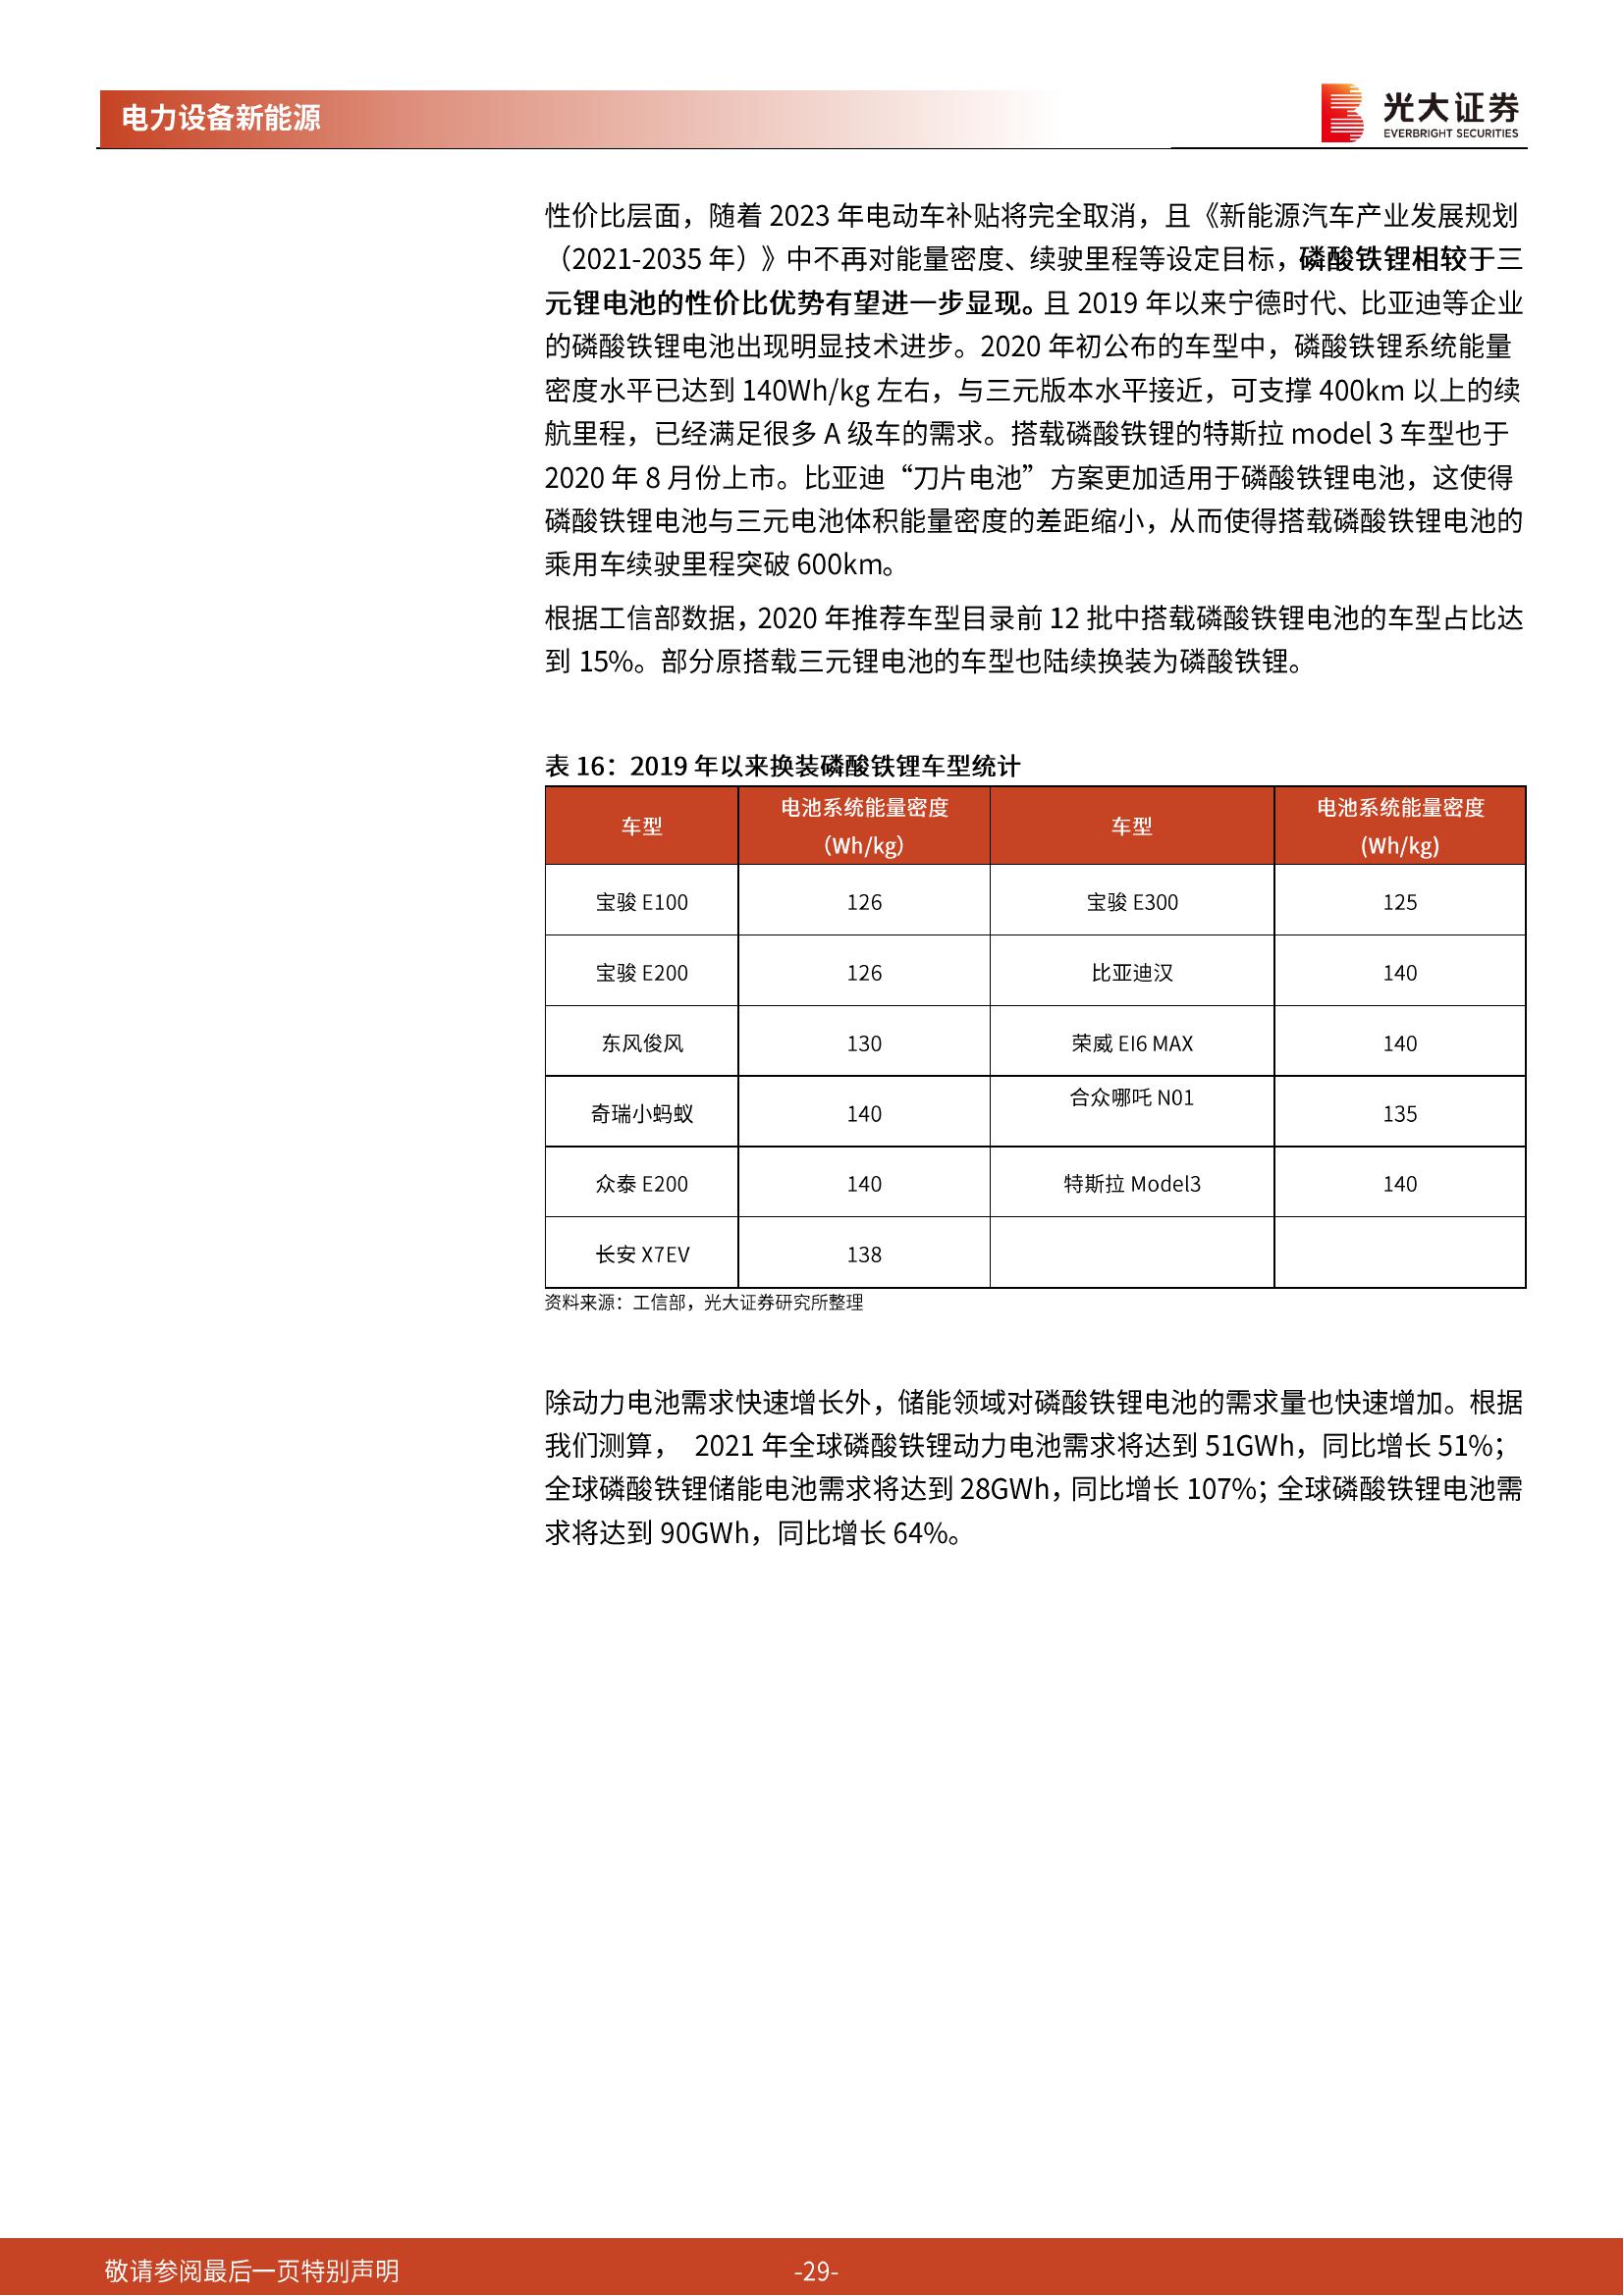 电力设备新能源
光大证券
EVERBRIGHT SECURITIES
性价比层面，随着 2023 年电动车补贴将完全取消，且《新能源汽车产业发展规划
（2021-2035 年）》中不再对能量密度、续驶里程等设定目标，磷酸铁锂相较于三
元锂电池的性价比优势有望进一步显现。且 2019 年以来宁德时代、比亚迪等企业
的磷酸铁锂电池出现明显技术进步。2020 年初公布的车型中，磷酸铁锂系统能量
密度水平已达到 140Wh/kg 左右，与三元版本水平接近，可支撑 400km 以上的续
航里程，已经满足很多 A 级车的需求。搭载磷酸铁锂的特斯拉 model 3 车型也于
2020 年 8 月份上市。比亚迪“刀片电池”方案更加适用于磷酸铁锂电池，这使得
磷酸铁锂电池与三元电池体积能量密度的差距缩小，从而使得搭载磷酸铁锂电池的
乘用车续驶里程突破 600km。
根据工信部数据，2020 年推荐车型目录前 12 批中搭载磷酸铁锂电池的车型占比达
到 15%。部分原搭载三元锂电池的车型也陆续换装为磷酸铁锂。
表 16：2019 年以来换装磷酸铁锂车型统计
车型 电池系统能量密度 车型 电池系统能量密度
（Wh/kg） (Wh/kg)
宝骏 E100 126 宝骏 E300 125
宝骏 E200 126 比亚迪汉 140
东风俊风 130 荣威 EI6 MAX 140
奇瑞小蚂蚁 140 合众哪吒 N01 135
众泰 E200 140 特斯拉 Model3 140
长安 X7EV 138
资料来源：工信部，光大证券研究所整理
除动力电池需求快速增长外，储能领域对磷酸铁锂电池的需求量也快速增加。根据
我们测算， 2021 年全球磷酸铁锂动力电池需求将达到 51GWh，同比增长 51%；
全球磷酸铁锂储能电池需求将达到 28GWh，同比增长 107%；全球磷酸铁锂电池需
求将达到 90GWh，同比增长 64%。
敬请参阅最后一页特别声明 -29-